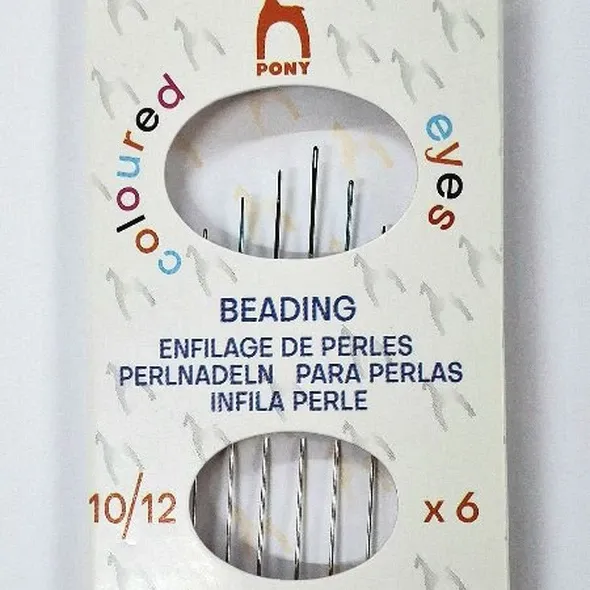 PONY
coloured eyes
BEADING
ENFILAGE DE PERLES
PERLNADELN PARA PERLAS
INFILA PERLE
10/12 x 6